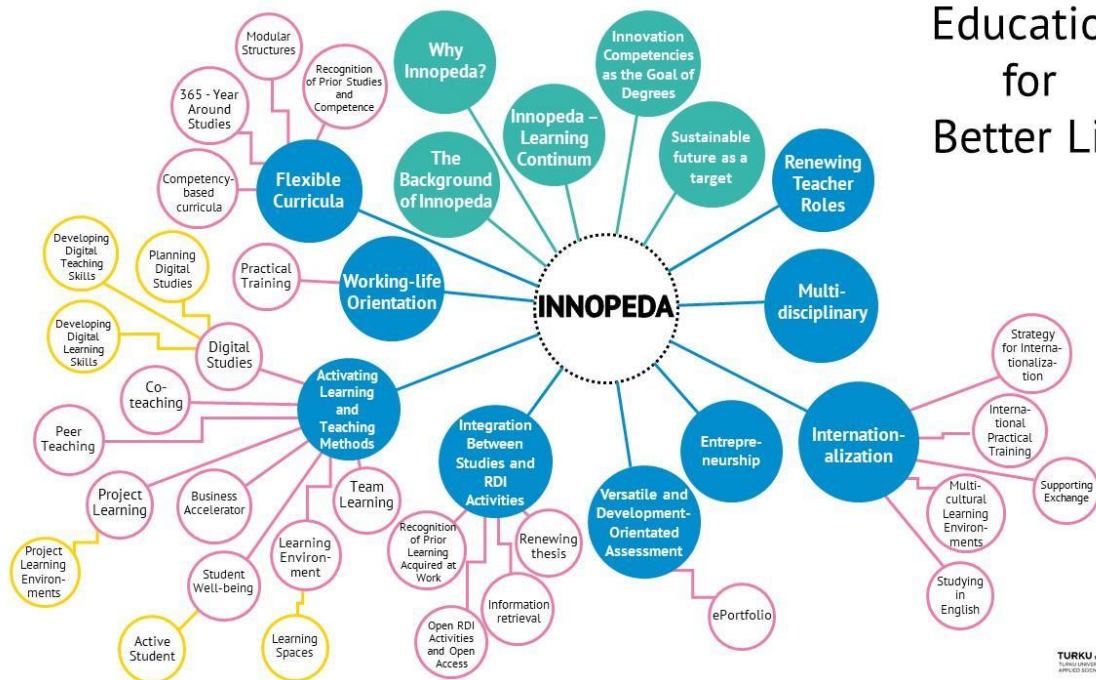 Educatio
for
Better Li
Modular
Structures
Recognition
of Prior Studies
and
Competence
365 - Year
Around
Studies
Competency-
based
curricula
Flexible
Curricula
Why
Innopeda?
The
Background
of Innopeda
Innopeda –
Learning
Continum
Innovation
Competencies
as the Goal of
Degrees
Sustainable
future as a
target
Renewing
Teacher
Roles
Multi-
disciplinary
INNOPEDA
Practical
Training
Working-life
Orientation
Developing
Digital
Teaching
Skills
Planning
Digital
Studies
Developing
Digital
Learning
Skills
Digital
Studies
Co-
teaching
Peer
Teaching
Activating
Learning
and
Teaching
Methods
Project
Learning
Business
Accelerator
Team
Learning
Project
Learning
Environ-
ments
Student
Well-being
Learning
Environ-
ment
Active
Student
Learning
Spaces
Integration
Between
Studies and
RDI
Activities
Recognition
of Prior
Learning
Acquired at
Work
Renewing
thesis
Open RDI
Activities
and Open
Access
Information
retrieval
Versatile and
Development-
Orientated
Assessment
ePortfolio
Entrepre-
neurship
Internation-
alization
Strategy
for Interna-
tionaliza-
tion
Interna-
tional
Practical
Training
Supporting
Exchange
Multi-
cultural
Learning
Environ-
ments
Studying
in
English
TURKU
TURKU UNIVER
APPLIED SCIEN